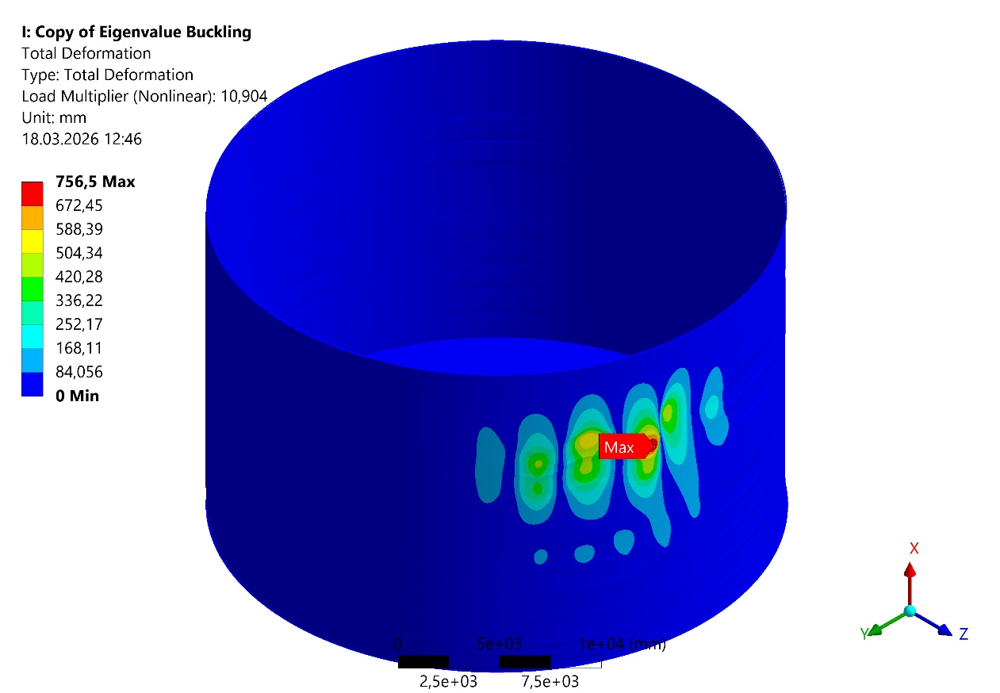 I: Copy of Eigenvalue Buckling
Total Deformation
Type: Total Deformation
Load Multiplier (Nonlinear): 10,904
Unit: mm
18.03.2026 12:46
756,5 Max
672,45
588,39
504,34
420,28
336,22
252,17
168,11
84,056
0 Min
Max
X
Y
Z
0 5e+03 1e+04 (mm)
2,5e+03 7,5e+03